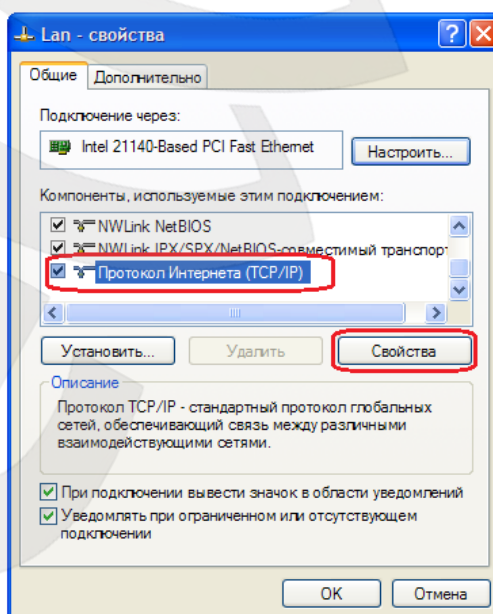 Lan - свойства
Общие Дополнительно
Подключение через:
Intel 21140-Based PCI Fast Ethernet
Настроить...
Компоненты, используемые этим подключением:
NWLink NetBIOS
NWLink IPX/SPX/NetBIOS-совместимый транспорт
Протокол Интернета (TCP/IP)
Установить... Удалить Свойства
Описание
Протокол TCP/IP - стандартный протокол глобальных
сетей, обеспечивающий связь между различными
взаимодействующими сетями.
При подключении вывести значок в области уведомлений
Уведомлять при ограниченном или отсутствующем
подключении
OK Отмена